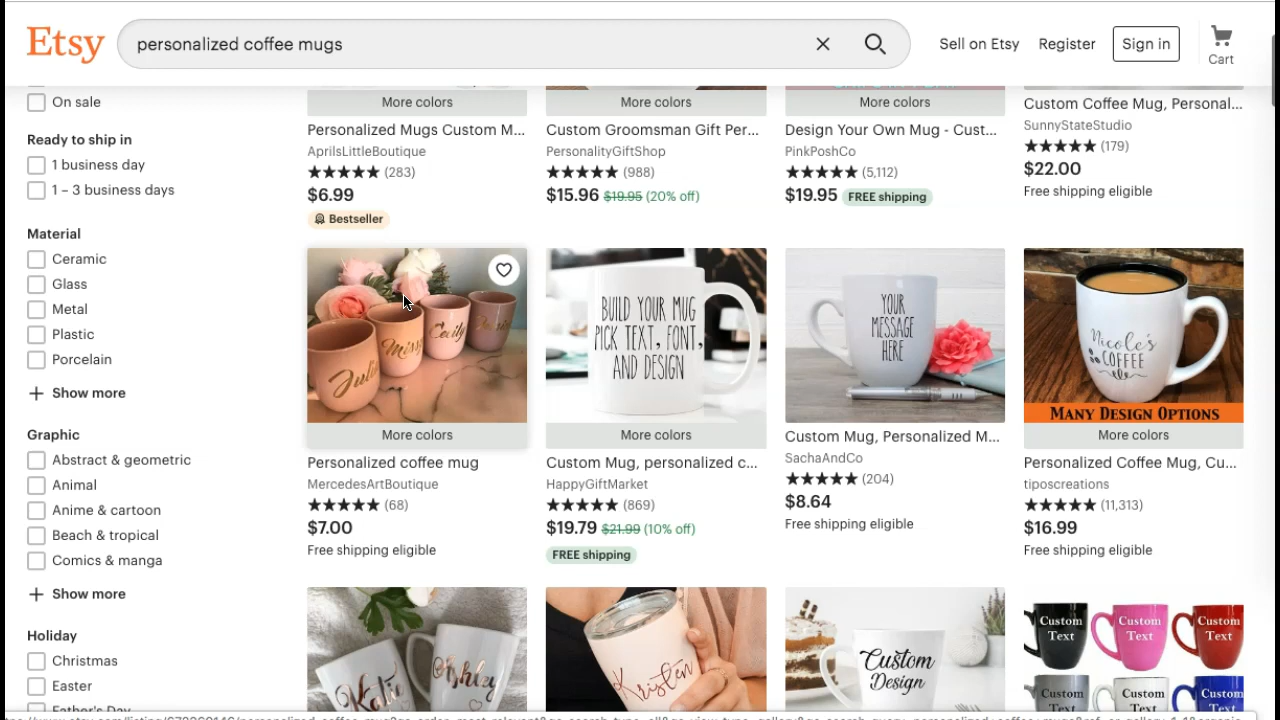 Etsy
personalized coffee mugs
Sell on Etsy
Register
Sign in
Cart
On sale
Ready to ship in
1 business day
1 – 3 business days
Material
Ceramic
Glass
Metal
Plastic
Porcelain
+ Show more
Graphic
Abstract & geometric
Animal
Anime & cartoon
Beach & tropical
Comics & manga
+ Show more
Holiday
Christmas
Easter
Father's Day
More colors
Personalized Mugs Custom M...
AprilsLittleBoutique
★★★★★ (283)
$6.99
Bestseller
More colors
Custom Groomsman Gift Per...
PersonalityGiftShop
★★★★★ (988)
$15.96 $19.95 (20% off)
More colors
Design Your Own Mug - Cust...
PinkPoshCo
★★★★★ (5,112)
$19.95 FREE shipping
Custom Coffee Mug, Personal...
SunnyStateStudio
★★★★★ (179)
$22.00
Free shipping eligible
Julie
Missy
Cecily
More colors
Personalized coffee mug
MercedesArtBoutique
★★★★★ (68)
$7.00
Free shipping eligible
BUILD YOUR MUG
PICK TEXT, FONT,
AND DESIGN
More colors
Custom Mug, personalized c...
HappyGiftMarket
★★★★★ (869)
$19.79 $21.99 (10% off)
FREE shipping
YOUR
MESSAGE
HERE
Custom Mug, Personalized M...
SachaAndCo
★★★★★ (204)
$8.64
Free shipping eligible
Nicole's
COFFEE
MANY DESIGN OPTIONS
More colors
Personalized Coffee Mug, Cu...
tiposcreations
★★★★★ (11,313)
$16.99
Free shipping eligible
Katie
Ashley
Kristen
Custom
Design
Custom
Text
Custom
Text
Custom
Text
Custom
Custom
Custom